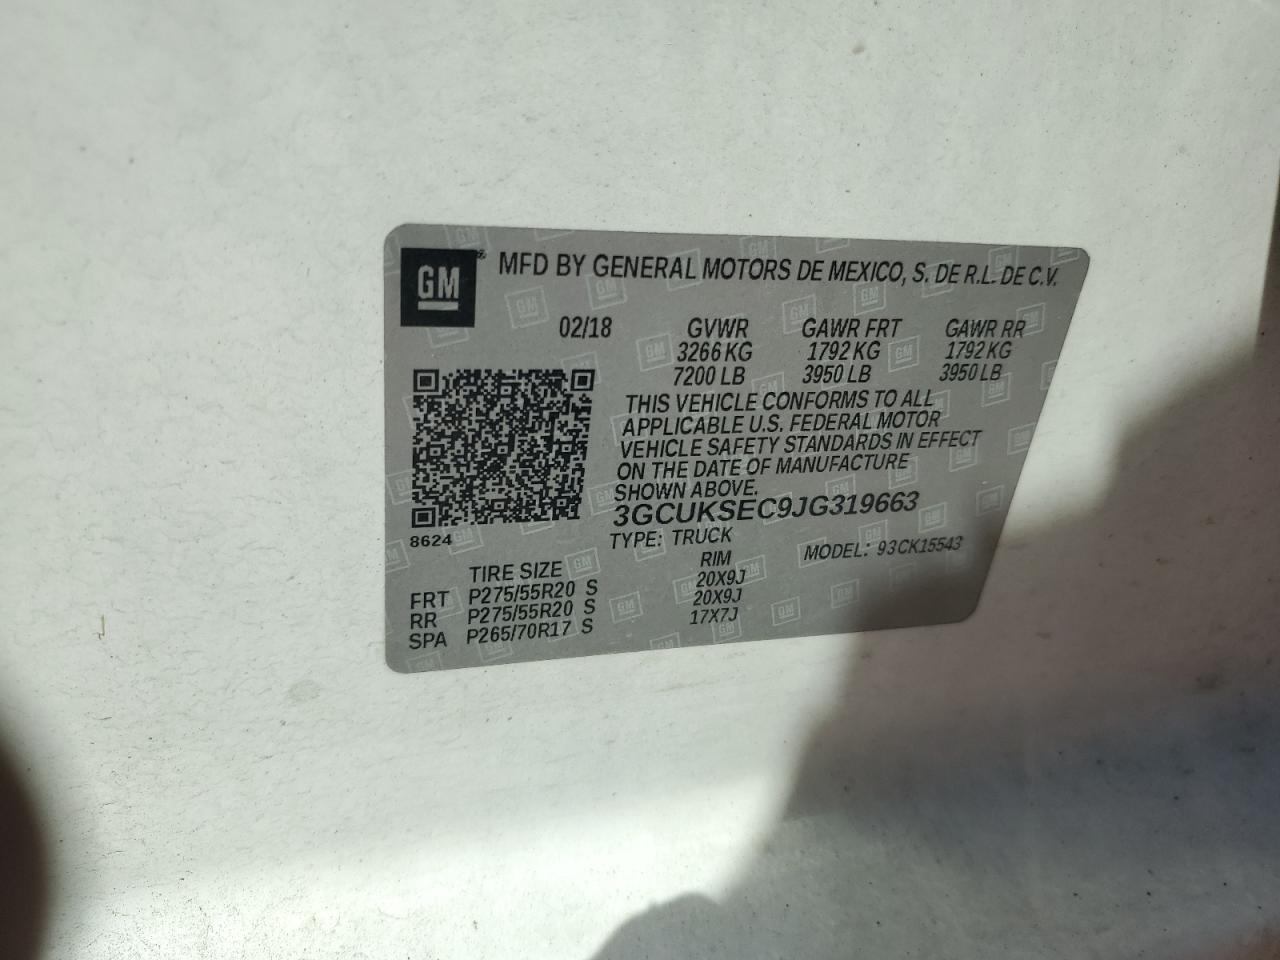 GM
MFD BY GENERAL MOTORS DE MEXICO, S. DE R.L. DE C.V.
02/18 GVWR GAWR FRT GAWR RR
3266 KG 1792 KG 1792 KG
7200 LB 3950 LB 3950 LB
THIS VEHICLE CONFORMS TO ALL
APPLICABLE U.S. FEDERAL MOTOR
VEHICLE SAFETY STANDARDS IN EFFECT
ON THE DATE OF MANUFACTURE
SHOWN ABOVE.
3GCUKSEC9JG319663
8624
TYPE: TRUCK MODEL: 93CK15543
TIRE SIZE RIM
FRT P275/55R20 S 20X9J
RR P275/55R20 S 20X9J
SPA P265/70R17 S 17X7J